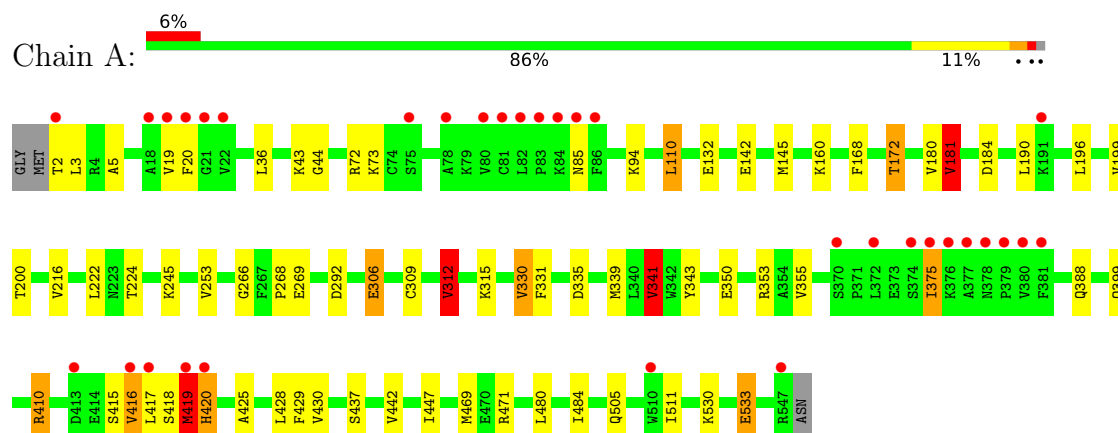 6%
Chain A:
86%
11%
GLY MET T2 L3 R4 A5 A18 V19 F20 G21 V22 L36 K43 G44 R72 K73 C74 S75 A78 K79 V80 C81 L82 P83 K84 N85 F86 K94 L110 E132 E142 M145 K160 F168 T172 V180 V181 D184 L190 K191 L196
T200 V216 L222 N223 T224 K245 V253 G266 F267 P268 E269 D292 E306 C309 V312 K315 V330 F331 D335 M339 L340 V341 W342 Y343 E350 R353 A354 V355 S370 P371 L372 E373 S374 I375 K376 A377 N378 P379 V380 F381 Q388
R410 D413 E414 S415 V416 L417 S418 M419 H420 A425 L428 F429 V430 S437 V442 I447 M469 E470 R471 L480 I484 Q505 W510 I511 K530 E533 R547 ASN